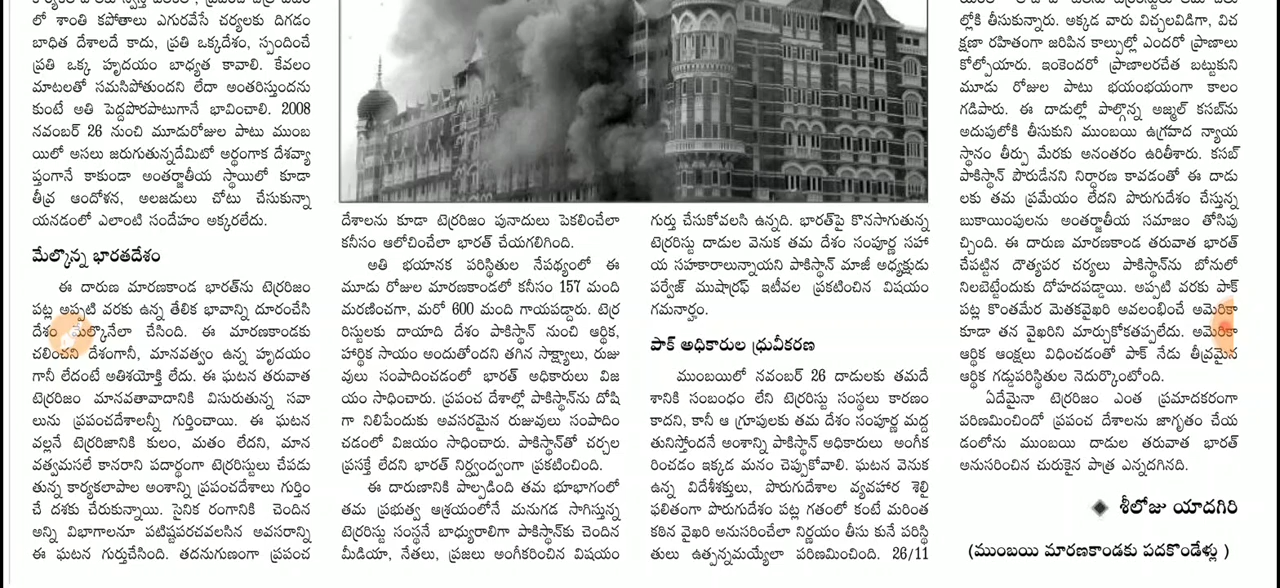 లో శాంతి కపోతాలు ఎగురవేసే చర్యలకు దిగడం
బాధిత దేశాలదే కాదు, ప్రతి ఒక్కదేశం, స్పందించే
ప్రతి ఒక్క హృదయం బాధ్యత కావాలి. కేవలం
మాటలతో సమసిపోతుందని లేదా అంతరిస్తుందను
కుంటే అతి పెద్దపొరపాటుగానే భావించాలి. 2008
నవంబర్ 26 నుంచి మూడురోజుల పాటు ముంబ
యిలో అసలు జరుగుతున్నదేమిటో అర్థంగాక దేశవ్యా
ప్తంగానే కాకుండా అంతర్జాతీయ స్థాయిలో కూడా
తీవ్ర ఆందోళన, అలజడులు చోటు చేసుకున్నా
యనడంలో ఎలాంటి సందేహం అక్కరలేదు.
మేల్కొన్న భారతదేశం
ఈ దారుణ మారణకాండ భారత్‌ను టెర్రరిజం
పట్ల అప్పటి వరకు ఉన్న తేలిక భావాన్ని దూరంచేసి
దేశం మేల్కొనేలా చేసింది. ఈ మారణకాండకు
చలించని దేశంగానీ, మానవత్వం ఉన్న హృదయం
గానీ లేదంటే అతిశయోక్తి లేదు. ఈ ఘటన తరువాత
టెర్రరిజం మానవతావాదానికి విసురుతున్న సవా
లును ప్రపంచదేశాలన్నీ గుర్తించాయి. ఈ ఘటన
వల్లనే టెర్రరిజానికి కులం, మతం లేదని, మాన
వత్వమసలే కానరాని పదార్థంగా టెర్రరిస్టులు చేపడు
తున్న కార్యకలాపాల అంశాన్ని ప్రపంచదేశాలు గుర్తిం
చే దశకు చేరుకున్నాయి. సైనిక రంగానికి చెందిన
అన్ని విభాగాలనూ పటిష్టపరచవలసిన అవసరాన్ని
ఈ ఘటన గుర్తుచేసింది. తదనుగుణంగా ప్రపంచ
దేశాలను కూడా టెర్రరిజం పునాదులు పెకలించేలా
కనీసం ఆలోచించేలా భారత్ చేయగలిగింది.
అతి భయానక పరిస్థితుల నేపథ్యంలో ఈ
మూడు రోజుల మారణకాండలో కనీసం 157 మంది
మరణించగా, మరో 600 మంది గాయపడ్డారు. టెర్ర
రిస్టులకు దాయాది దేశం పాకిస్థాన్ నుంచి ఆర్థిక,
హార్థిక సాయం అందుతోందని తగిన సాక్ష్యాలు, రుజు
వులు సంపాదించడంలో భారత్ అధికారులు విజ
యం సాధించారు. ప్రపంచ దేశాల్లో పాకిస్థాన్‌ను దోషి
గా నిలిపేందుకు అవసరమైన రుజువులు సంపాదిం
చడంలో విజయం సాధించారు. పాకిస్థాన్‌తో చర్చల
ప్రసక్తే లేదని భారత్ నిర్ద్వంద్వంగా ప్రకటించింది.
ఈ దారుణానికి పాల్పడింది తమ భూభాగంలో
తమ ప్రభుత్వ ఆశ్రయంలోనే మనుగడ సాగిస్తున్న
టెర్రరిస్టు సంస్థనే బాధ్యురాలిగా పాకిస్థాన్‌కు చెందిన
మీడియా, నేతలు, ప్రజలు అంగీకరించిన విషయం
గుర్తు చేసుకోవలసి ఉన్నది. భారత్‌పై కొనసాగుతున్న
టెర్రరిస్టు దాడుల వెనుక తమ దేశం సంపూర్ణ సహా
య సహకారాలున్నాయని పాకిస్థాన్ మాజీ అధ్యక్షుడు
పర్వేజ్ ముషార్రఫ్ ఇటీవల ప్రకటించిన విషయం
గమనార్హం.
పాక్ అధికారుల ధ్రువీకరణ
ముంబయిలో నవంబర్ 26 దాడులకు తమదే
శానికి సంబంధం లేని టెర్రరిస్టు సంస్థలు కారణం
కాదని, కానీ ఆ గ్రూపులకు తమ దేశం సంపూర్ణ మద్ద
తునిస్తోందనే అంశాన్ని పాకిస్థాన్ అధికారులు అంగీక
రించడం ఇక్కడ మనం చెప్పుకోవాలి. ఘటన వెనుక
ఉన్న విదేశీశక్తులు, పొరుగుదేశాల వ్యవహార శైలి
ఫలితంగా పొరుగుదేశం పట్ల గతంలో కంటే మరింత
కఠిన వైఖరి అనుసరించేలా నిర్ణయం తీసు కునే పరిస్థి
తులు ఉత్పన్నమయ్యేలా పరిణమించింది. 26/11
ల్లోకి తీసుకున్నారు. అక్కడ వారు విచ్చలవిడిగా, విచ
క్షణా రహితంగా జరిపిన కాల్పుల్లో ఎందరో ప్రాణాలు
కోల్పోయారు. ఇంకెందరో ప్రాణాలరచేత బట్టుకుని
మూడు రోజుల పాటు భయంభయంగా కాలం
గడిపారు. ఈ దాడుల్లో పాల్గొన్న అజ్మల్ కసబ్‌ను
అదుపులోకి తీసుకుని ముంబయి ఉగ్రహద న్యాయ
స్థానం తీర్పు మేరకు అనంతరం ఉరితీశారు. కసబ్
పాకిస్థాన్ పౌరుడేనని నిర్ధారణ కావడంతో ఈ దాడు
లకు తమ ప్రమేయం లేదని పొరుగుదేశం చేస్తున్న
బుకాయింపులను అంతర్జాతీయ సమాజం తోసిపు
చ్చింది. ఈ దారుణ మారణకాండ తరువాత భారత్
చేపట్టిన దౌత్యపర చర్యలు పాకిస్థాన్‌ను బోనులో
నిలబెట్టేందుకు దోహదపడ్డాయి. అప్పటి వరకు పాక్
పట్ల కొంతమేర మెతకవైఖరి అవలంభించే అమెరికా
కూడా తన వైఖరిని మార్చుకోకతప్పలేదు. అమెరికా
ఆర్థిక ఆంక్షలు విధించడంతో పాక్ నేడు తీవ్రమైన
ఆర్థిక గడ్డుపరిస్థితుల నెదుర్కొంటోంది.
ఏదేమైనా టెర్రరిజం ఎంత ప్రమాదకరంగా
పరిణమించిందో ప్రపంచ దేశాలను జాగృతం చేయ
డంలోను ముంబయి దాడుల తరువాత భారత్
అనుసరించిన చురుకైన పాత్ర ఎన్నదగినది.
◆ శీలోజు యాదగిరి
(ముంబయి మారణకాండకు పదకొండేళ్లు )